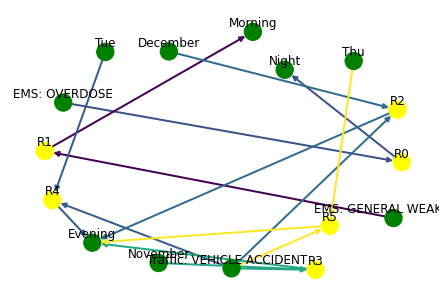 Morning
Tue
December
Thu
Night
EMS: OVERDOSE
R2
R1
R0
R4
EMS: GENERAL WEAK
R5
Evening
November
Traffic: VEHICLE ACCIDENT
R3